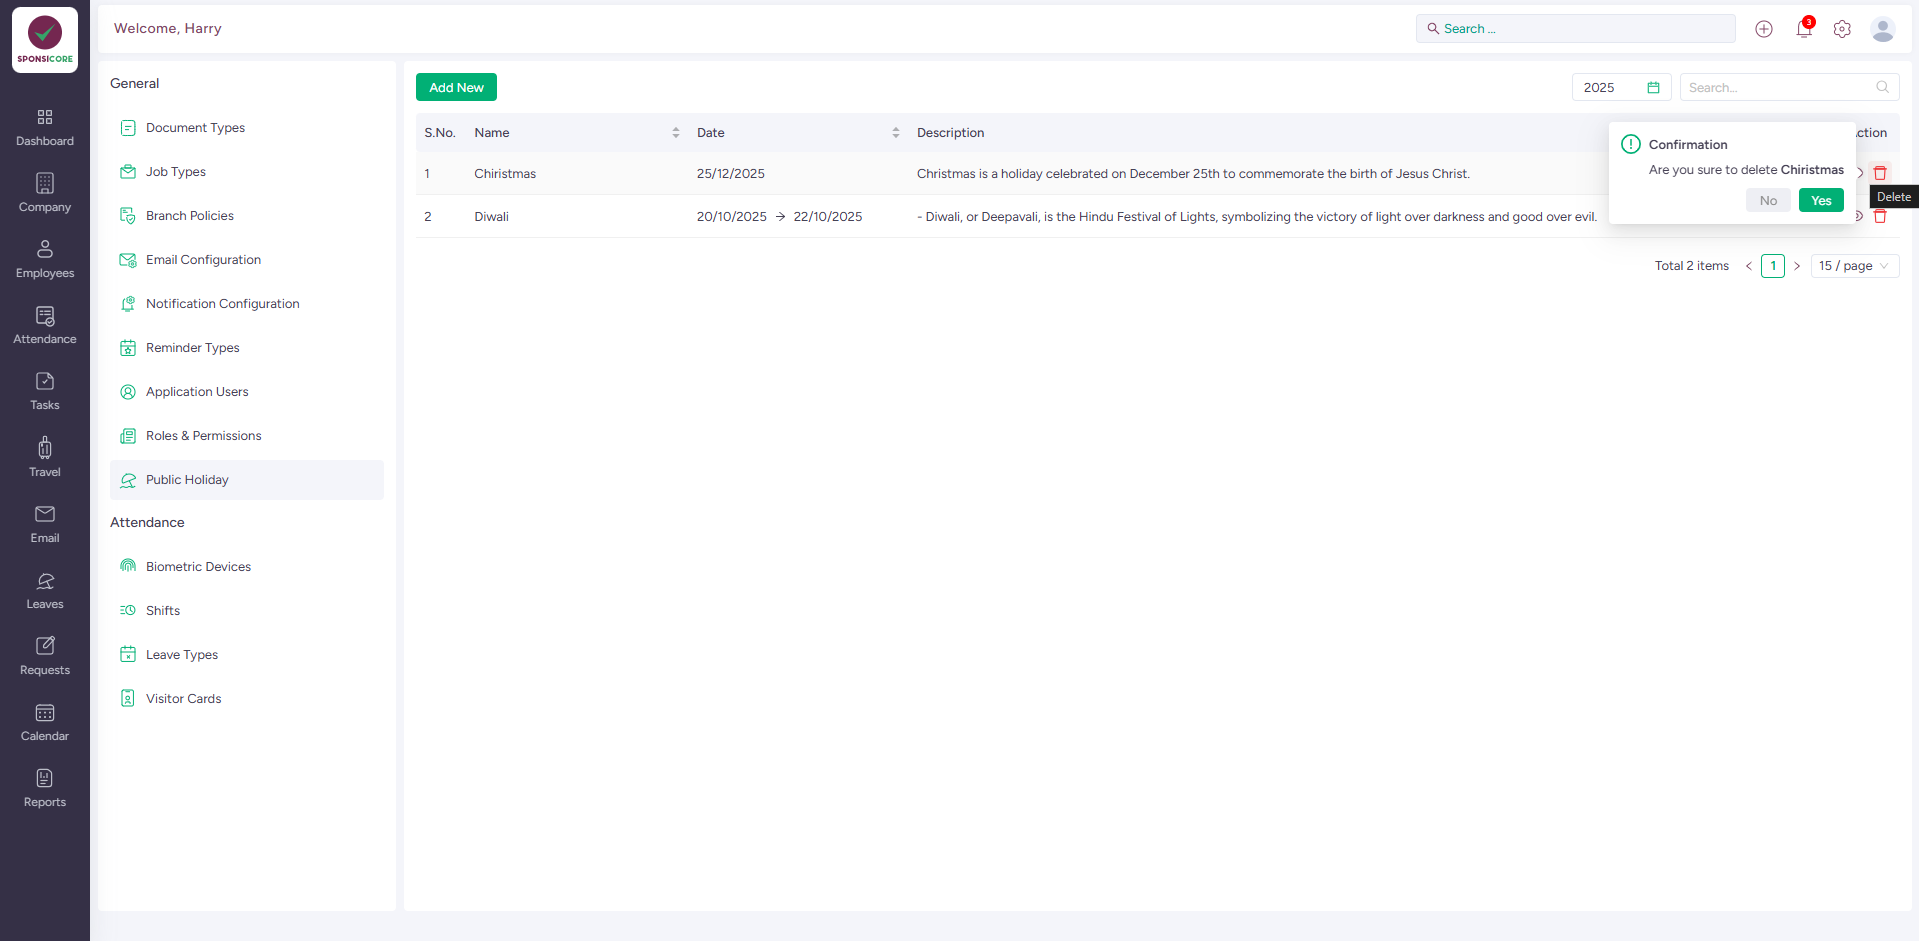 SPONSICORE
Welcome, Harry
Search ...
3
Dashboard
Company
Employees
Attendance
Tasks
Travel
Email
Leaves
Requests
Calendar
Reports
General
Document Types
Job Types
Branch Policies
Email Configuration
Notification Configuration
Reminder Types
Application Users
Roles & Permissions
Public Holiday
Attendance
Biometric Devices
Shifts
Leave Types
Visitor Cards
Add New
2025
Search...
S.No. Name Date Description ction
1 Chiristmas 25/12/2025 Christmas is a holiday celebrated on December 25th to commemorate the birth of Jesus Christ.
2 Diwali 20/10/2025 → 22/10/2025 - Diwali, or Deepavali, is the Hindu Festival of Lights, symbolizing the victory of light over darkness and good over evil.
Confirmation
Are you sure to delete Chiristmas
No Yes
Delete
Total 2 items < 1 > 15 / page